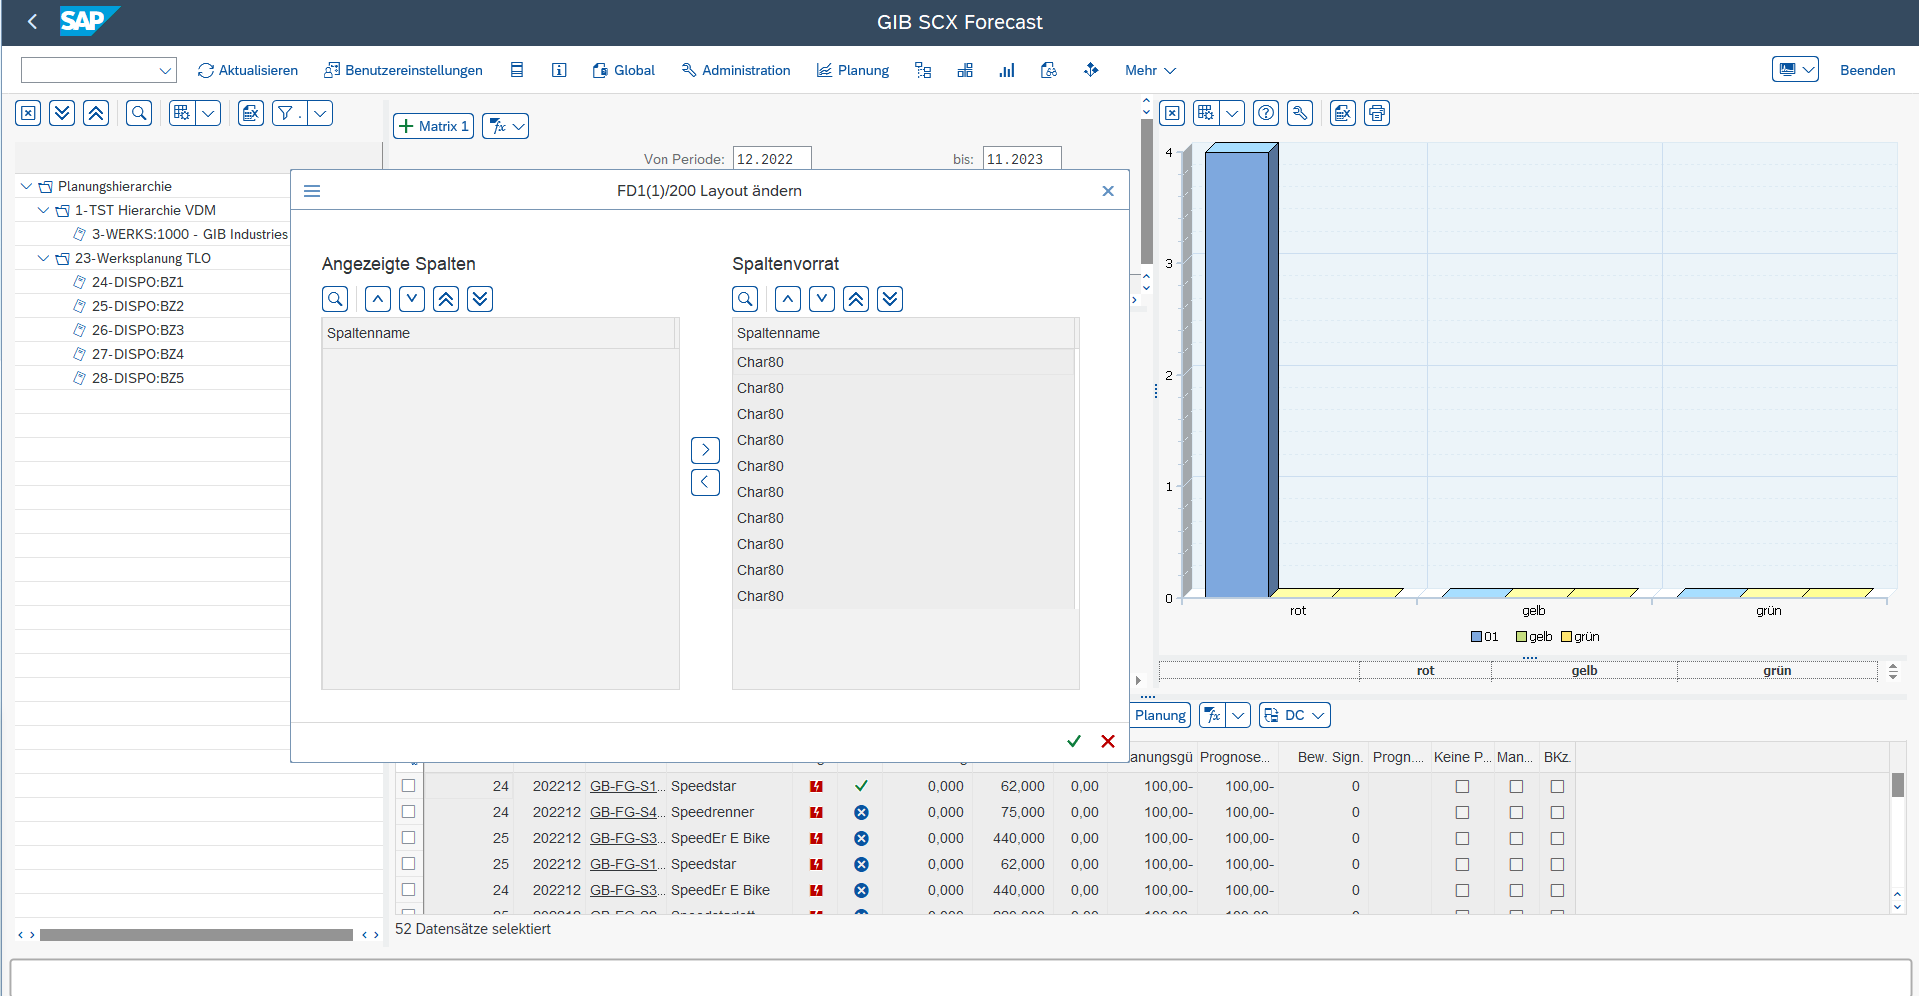 SAP
GIB SCX Forecast
Aktualisieren
Benutzereinstellungen
Global
Administration
Planung
Mehr
Beenden
Matrix 1
Von Periode: 12.2022 bis: 11.2023
Planungshierarchie
1-TST Hierarchie VDM
3-WERKS:1000 - GIB Industries
23-Werksplanung TLO
24-DISPO:BZ1
25-DISPO:BZ2
26-DISPO:BZ3
27-DISPO:BZ4
28-DISPO:BZ5
FD1(1)/200 Layout ändern
Angezeigte Spalten
Spaltenname
Spaltenvorrat
Spaltenname
Char80
Char80
Char80
Char80
Char80
Char80
Char80
Char80
Char80
Char80
4
3
2
1
0
rot gelb grün
01 gelb grün
rot gelb grün
Planung
DC
anungsgü Prognose... Bew. Sign. Progn.... Keine P... Man... BKz.
24 202212 GB-FG-S1... Speedstar 0,000 62,000 0,00 100,00- 100,00- 0
24 202212 GB-FG-S4... Speedrenner 0,000 75,000 0,00 100,00- 100,00- 0
25 202212 GB-FG-S3... SpeedEr E Bike 0,000 440,000 0,00 100,00- 100,00- 0
25 202212 GB-FG-S1... Speedstar 0,000 62,000 0,00 100,00- 100,00- 0
24 202212 GB-FG-S3... SpeedEr E Bike 0,000 440,000 0,00 100,00- 100,00- 0
52 Datensätze selektiert